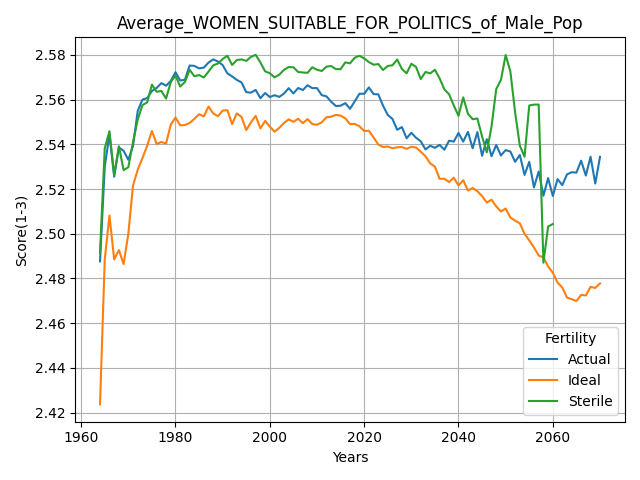 Average_WOMEN_SUITABLE_FOR_POLITICS_of_Male_Pop
Score(1-3)
2.58
2.56
2.54
2.52
2.50
2.48
2.46
2.44
2.42
1960 1980 2000 2020 2040 2060
Years
Fertility
Actual
Ideal
Sterile